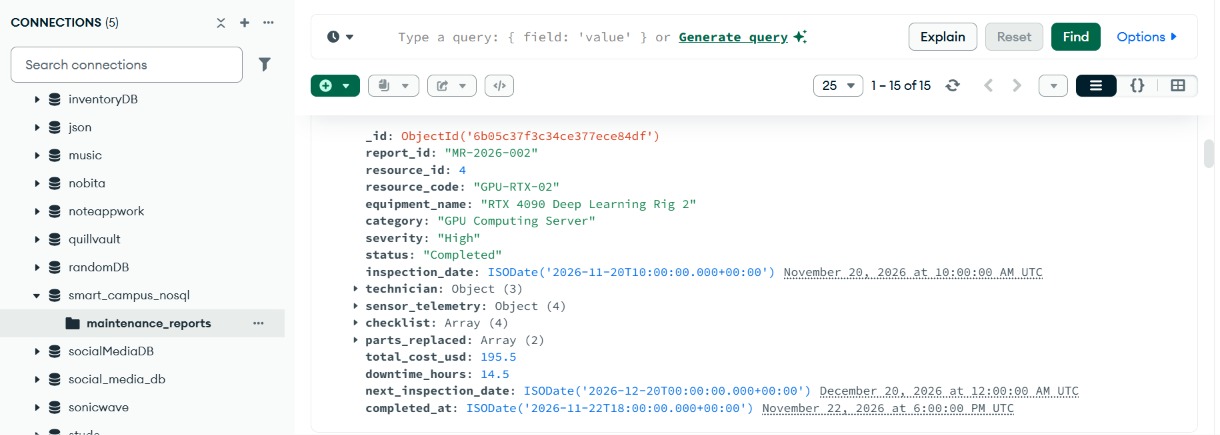 CONNECTIONS (5)
Search connections
inventoryDB
json
music
nobita
noteappwork
quillvault
randomDB
smart_campus_nosql
maintenance_reports
socialMediaDB
social_media_db
sonicwave
Type a query: { field: 'value' } or Generate query
Explain
Reset
Find
Options
25
1 – 15 of 15
_id: ObjectId('6b05c37f3c34ce377ece84df')
report_id: "MR-2026-002"
resource_id: 4
resource_code: "GPU-RTX-02"
equipment_name: "RTX 4090 Deep Learning Rig 2"
category: "GPU Computing Server"
severity: "High"
status: "Completed"
inspection_date: ISODate('2026-11-20T10:00:00.000+00:00') November 20, 2026 at 10:00:00 AM UTC
technician: Object (3)
sensor_telemetry: Object (4)
checklist: Array (4)
parts_replaced: Array (2)
total_cost_usd: 195.5
downtime_hours: 14.5
next_inspection_date: ISODate('2026-12-20T00:00:00.000+00:00') December 20, 2026 at 12:00:00 AM UTC
completed_at: ISODate('2026-11-22T18:00:00.000+00:00') November 22, 2026 at 6:00:00 PM UTC